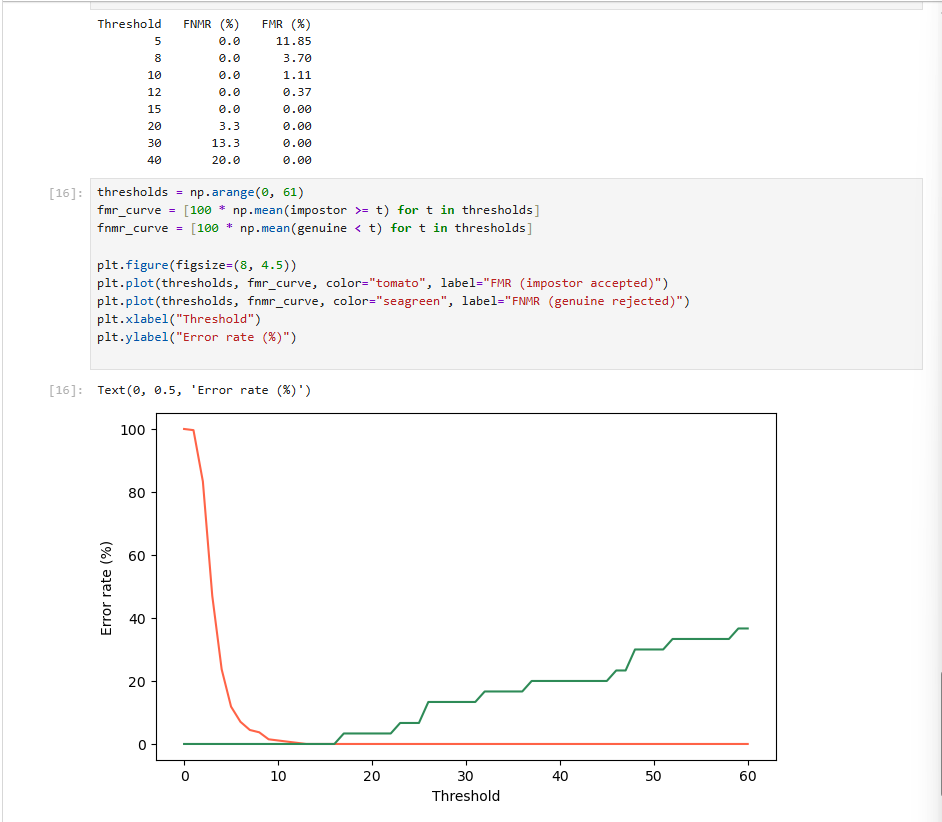 Threshold FNMR (%) FMR (%)
5 0.0 11.85
8 0.0 3.70
10 0.0 1.11
12 0.0 0.37
15 0.0 0.00
20 3.3 0.00
30 13.3 0.00
40 20.0 0.00
[16]: thresholds = np.arange(0, 61)
fmr_curve = [100 * np.mean(impostor >= t) for t in thresholds]
fnmr_curve = [100 * np.mean(genuine < t) for t in thresholds]
plt.figure(figsize=(8, 4.5))
plt.plot(thresholds, fmr_curve, color="tomato", label="FMR (impostor accepted)")
plt.plot(thresholds, fnmr_curve, color="seagreen", label="FNMR (genuine rejected)")
plt.xlabel("Threshold")
plt.ylabel("Error rate (%)")
[16]: Text(0, 0.5, 'Error rate (%)')
100
80
60
40
20
0
Error rate (%)
0 10 20 30 40 50 60
Threshold